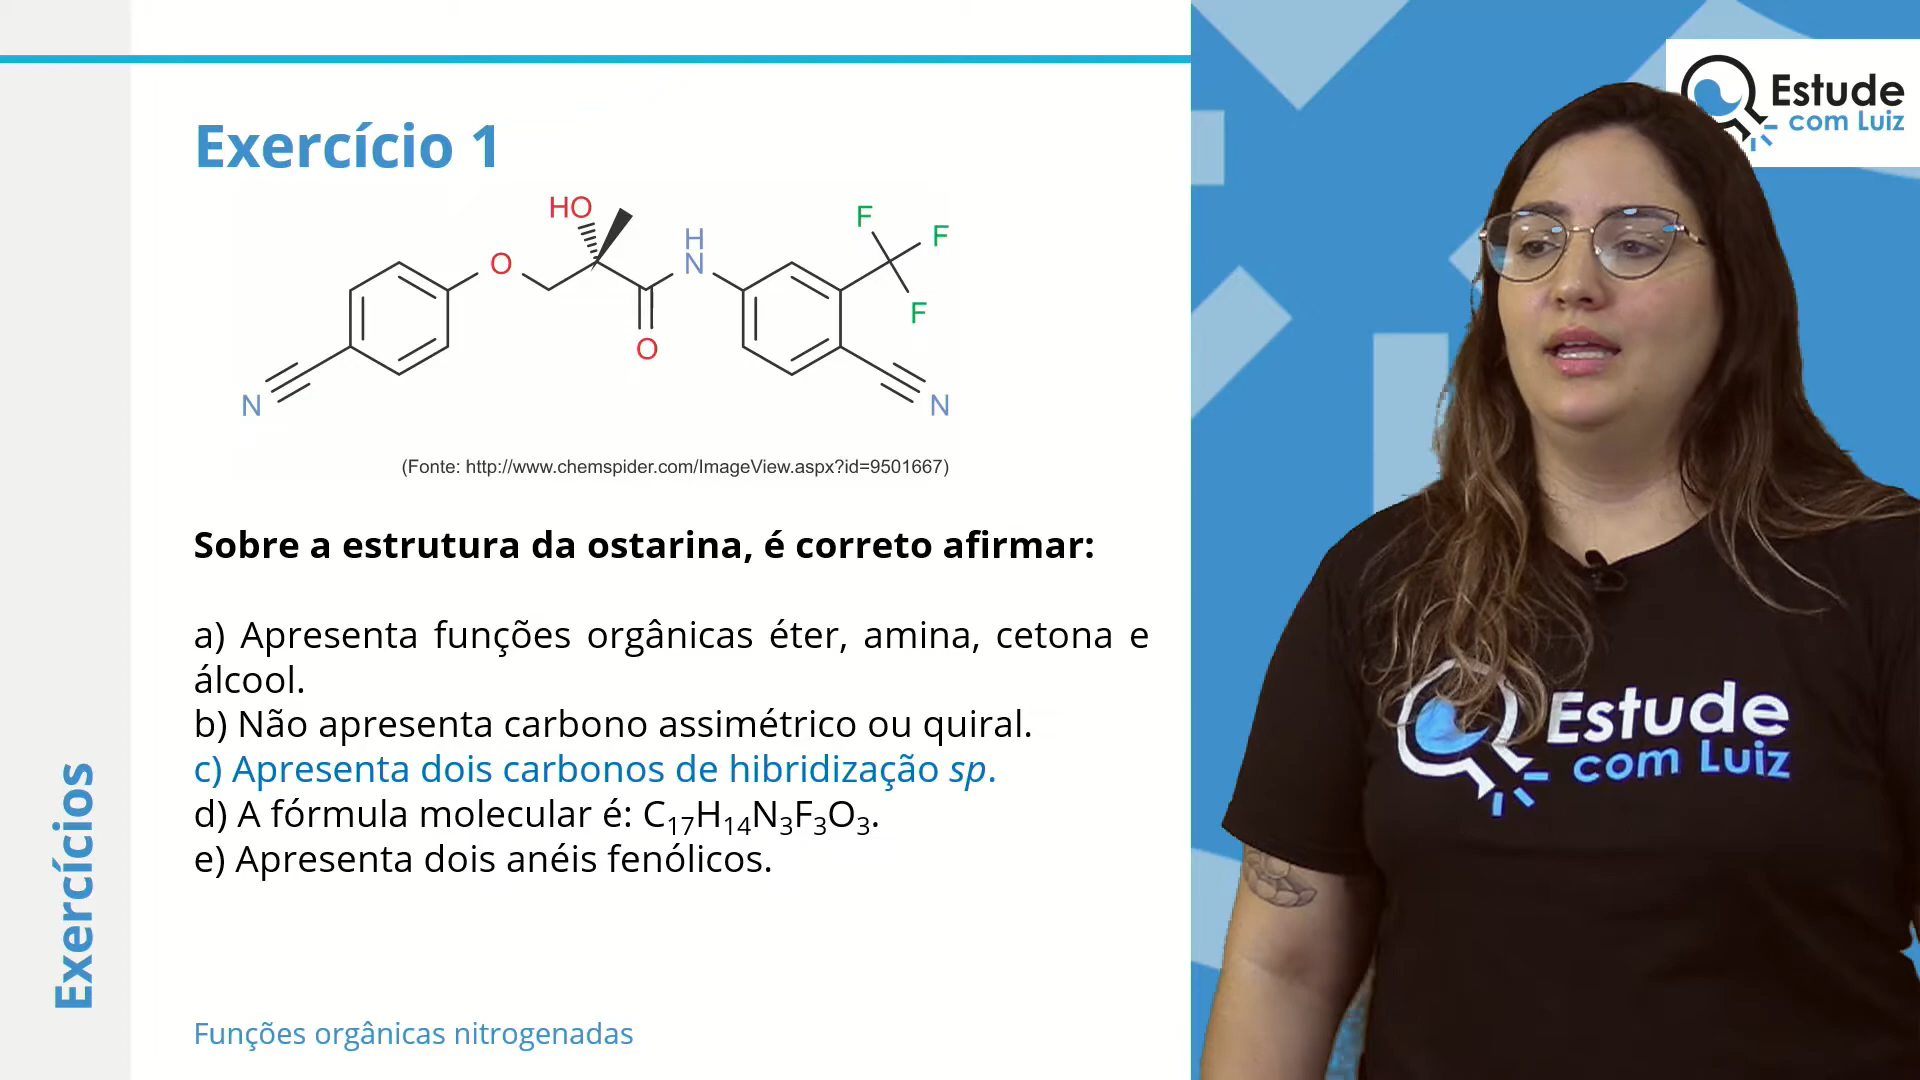 Estude
com Luiz
Exercício 1
HO
H
N
O
O
F
F
F
N
N
(Fonte: http://www.chemspider.com/ImageView.aspx?id=9501667)
Sobre a estrutura da ostarina, é correto afirmar:
a) Apresenta funções orgânicas éter, amina, cetona e
álcool.
b) Não apresenta carbono assimétrico ou quiral.
c) Apresenta dois carbonos de hibridização sp.
d) A fórmula molecular é: C₁₇H₁₄N₃F₃O₃.
e) Apresenta dois anéis fenólicos.
Exercícios
Funções orgânicas nitrogenadas
Estude
com Luiz